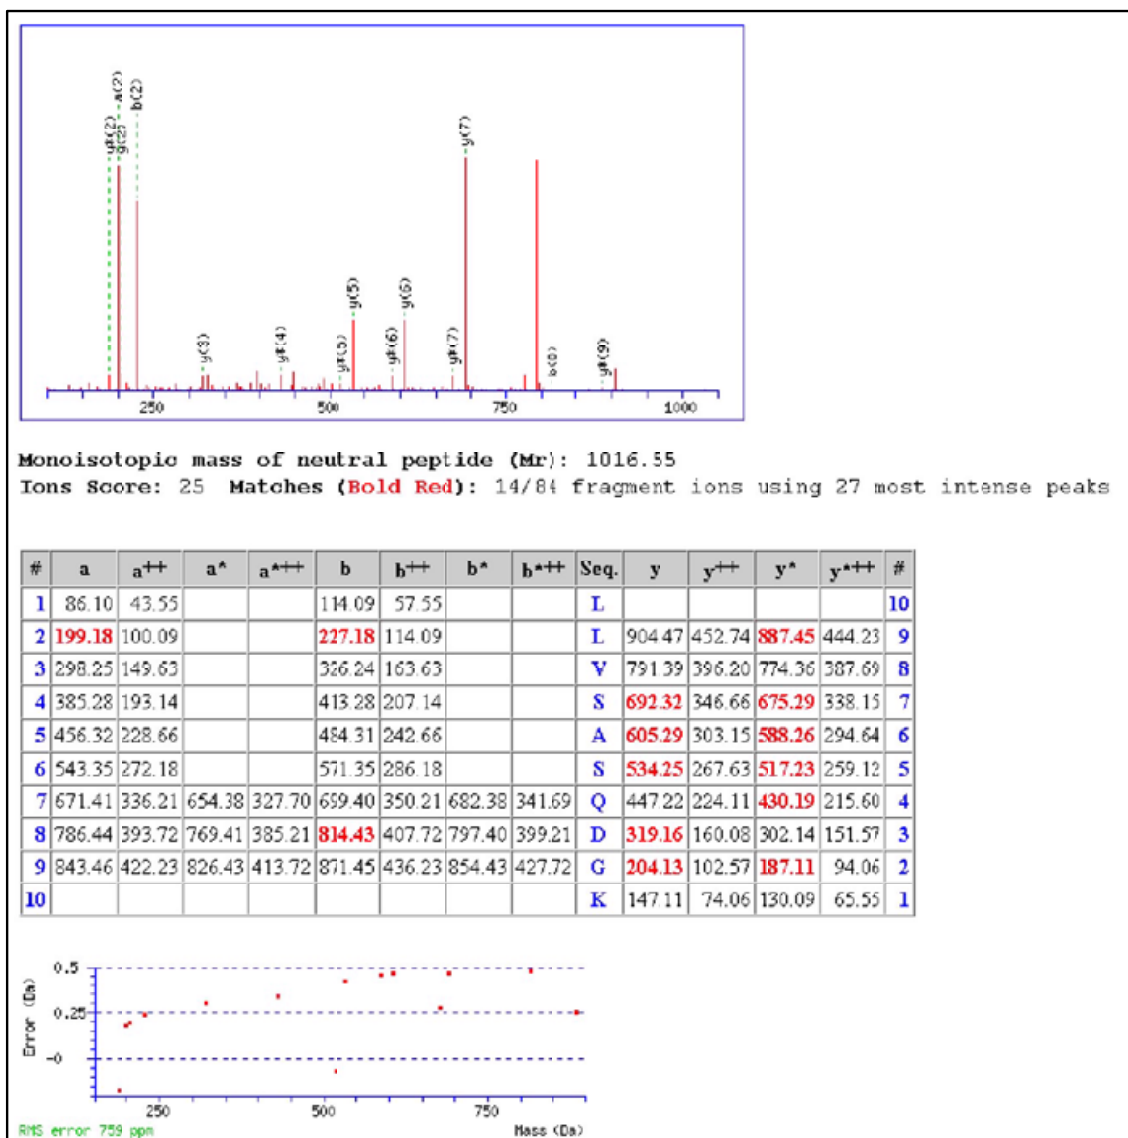 y*(2)
y(2)
a(2)
b(2)
y(3)
y*(4)
y*(5)
y(5)
y*(6)
y(6)
y*(7)
y(7)
b(8)
y*(9)
250 500 750 1000
Monoisotopic mass of neutral peptide (Mr): 1016.55
Ions Score: 25 Matches (Bold Red): 14/84 fragment ions using 27 most intense peaks
# a a++ a* a*++ b b++ b* b*++ Seq. y y++ y* y*++ #
1 86.10 43.55 114.09 57.55 L 10
2 199.18 100.09 227.18 114.09 L 904.47 452.74 887.45 444.23 9
3 298.25 149.63 326.24 163.63 V 791.39 396.20 774.36 387.69 8
4 385.28 193.14 413.28 207.14 S 692.32 346.66 675.29 338.15 7
5 456.32 228.66 484.31 242.66 A 605.29 303.15 588.26 294.64 6
6 543.35 272.18 571.35 286.18 S 534.25 267.63 517.23 259.12 5
7 671.41 336.21 654.38 327.70 699.40 350.21 682.38 341.69 Q 447.22 224.11 430.19 215.60 4
8 786.44 393.72 769.41 385.21 814.43 407.72 797.40 399.21 D 319.16 160.08 302.14 151.57 3
9 843.46 422.23 826.43 413.72 871.45 436.23 854.43 427.72 G 204.13 102.57 187.11 94.06 2
10 K 147.11 74.06 130.09 65.55 1
0.5
0.25
-0
Error (Da)
250 500 750
RMS error 759 ppm Mass (Da)